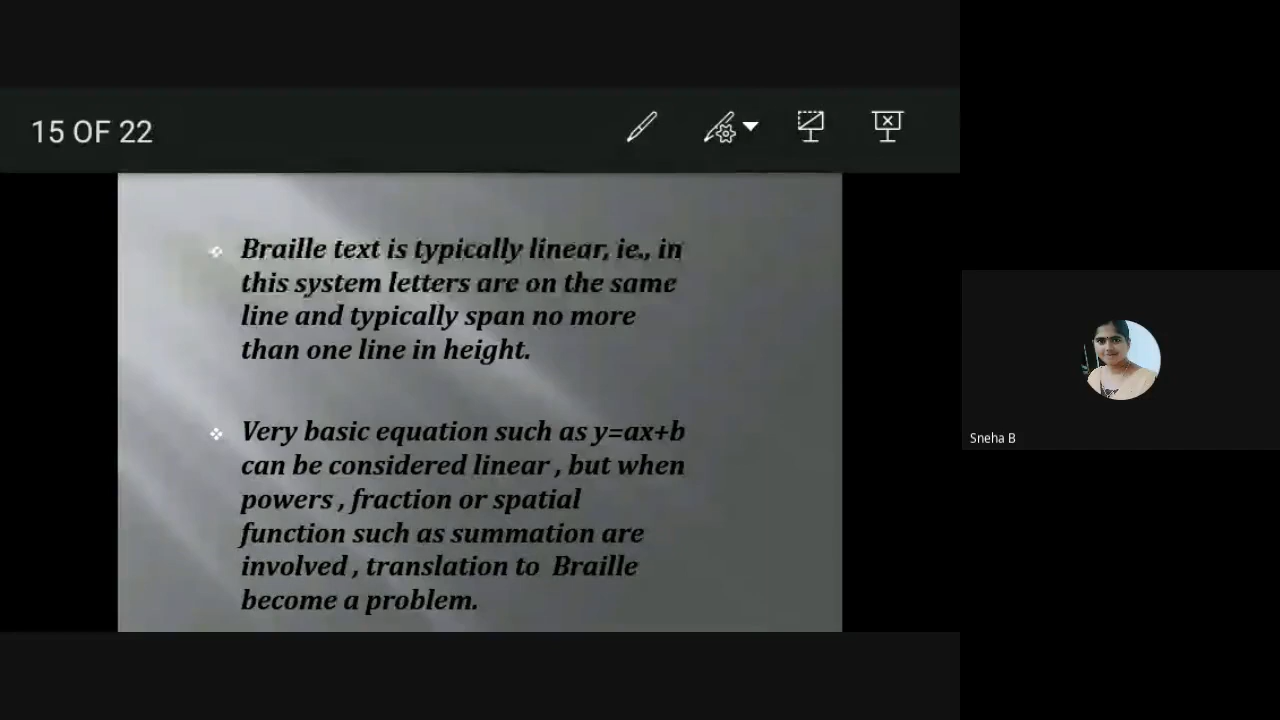 15 OF 22
Braille text is typically linear, ie., in
this system letters are on the same
line and typically span no more
than one line in height.
Very basic equation such as y=ax+b
can be considered linear , but when
powers , fraction or spatial
function such as summation are
involved , translation to  Braille
become a problem.
Sneha B